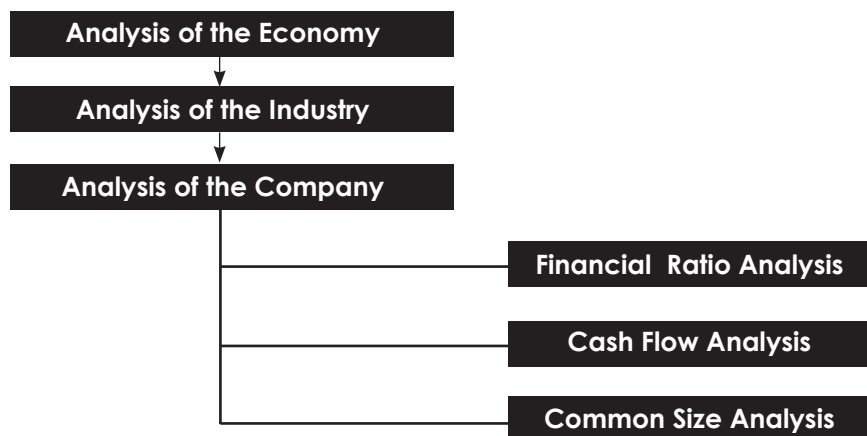 Analysis of the Economy
Analysis of the Industry
Analysis of the Company
Financial Ratio Analysis
Cash Flow Analysis
Common Size Analysis